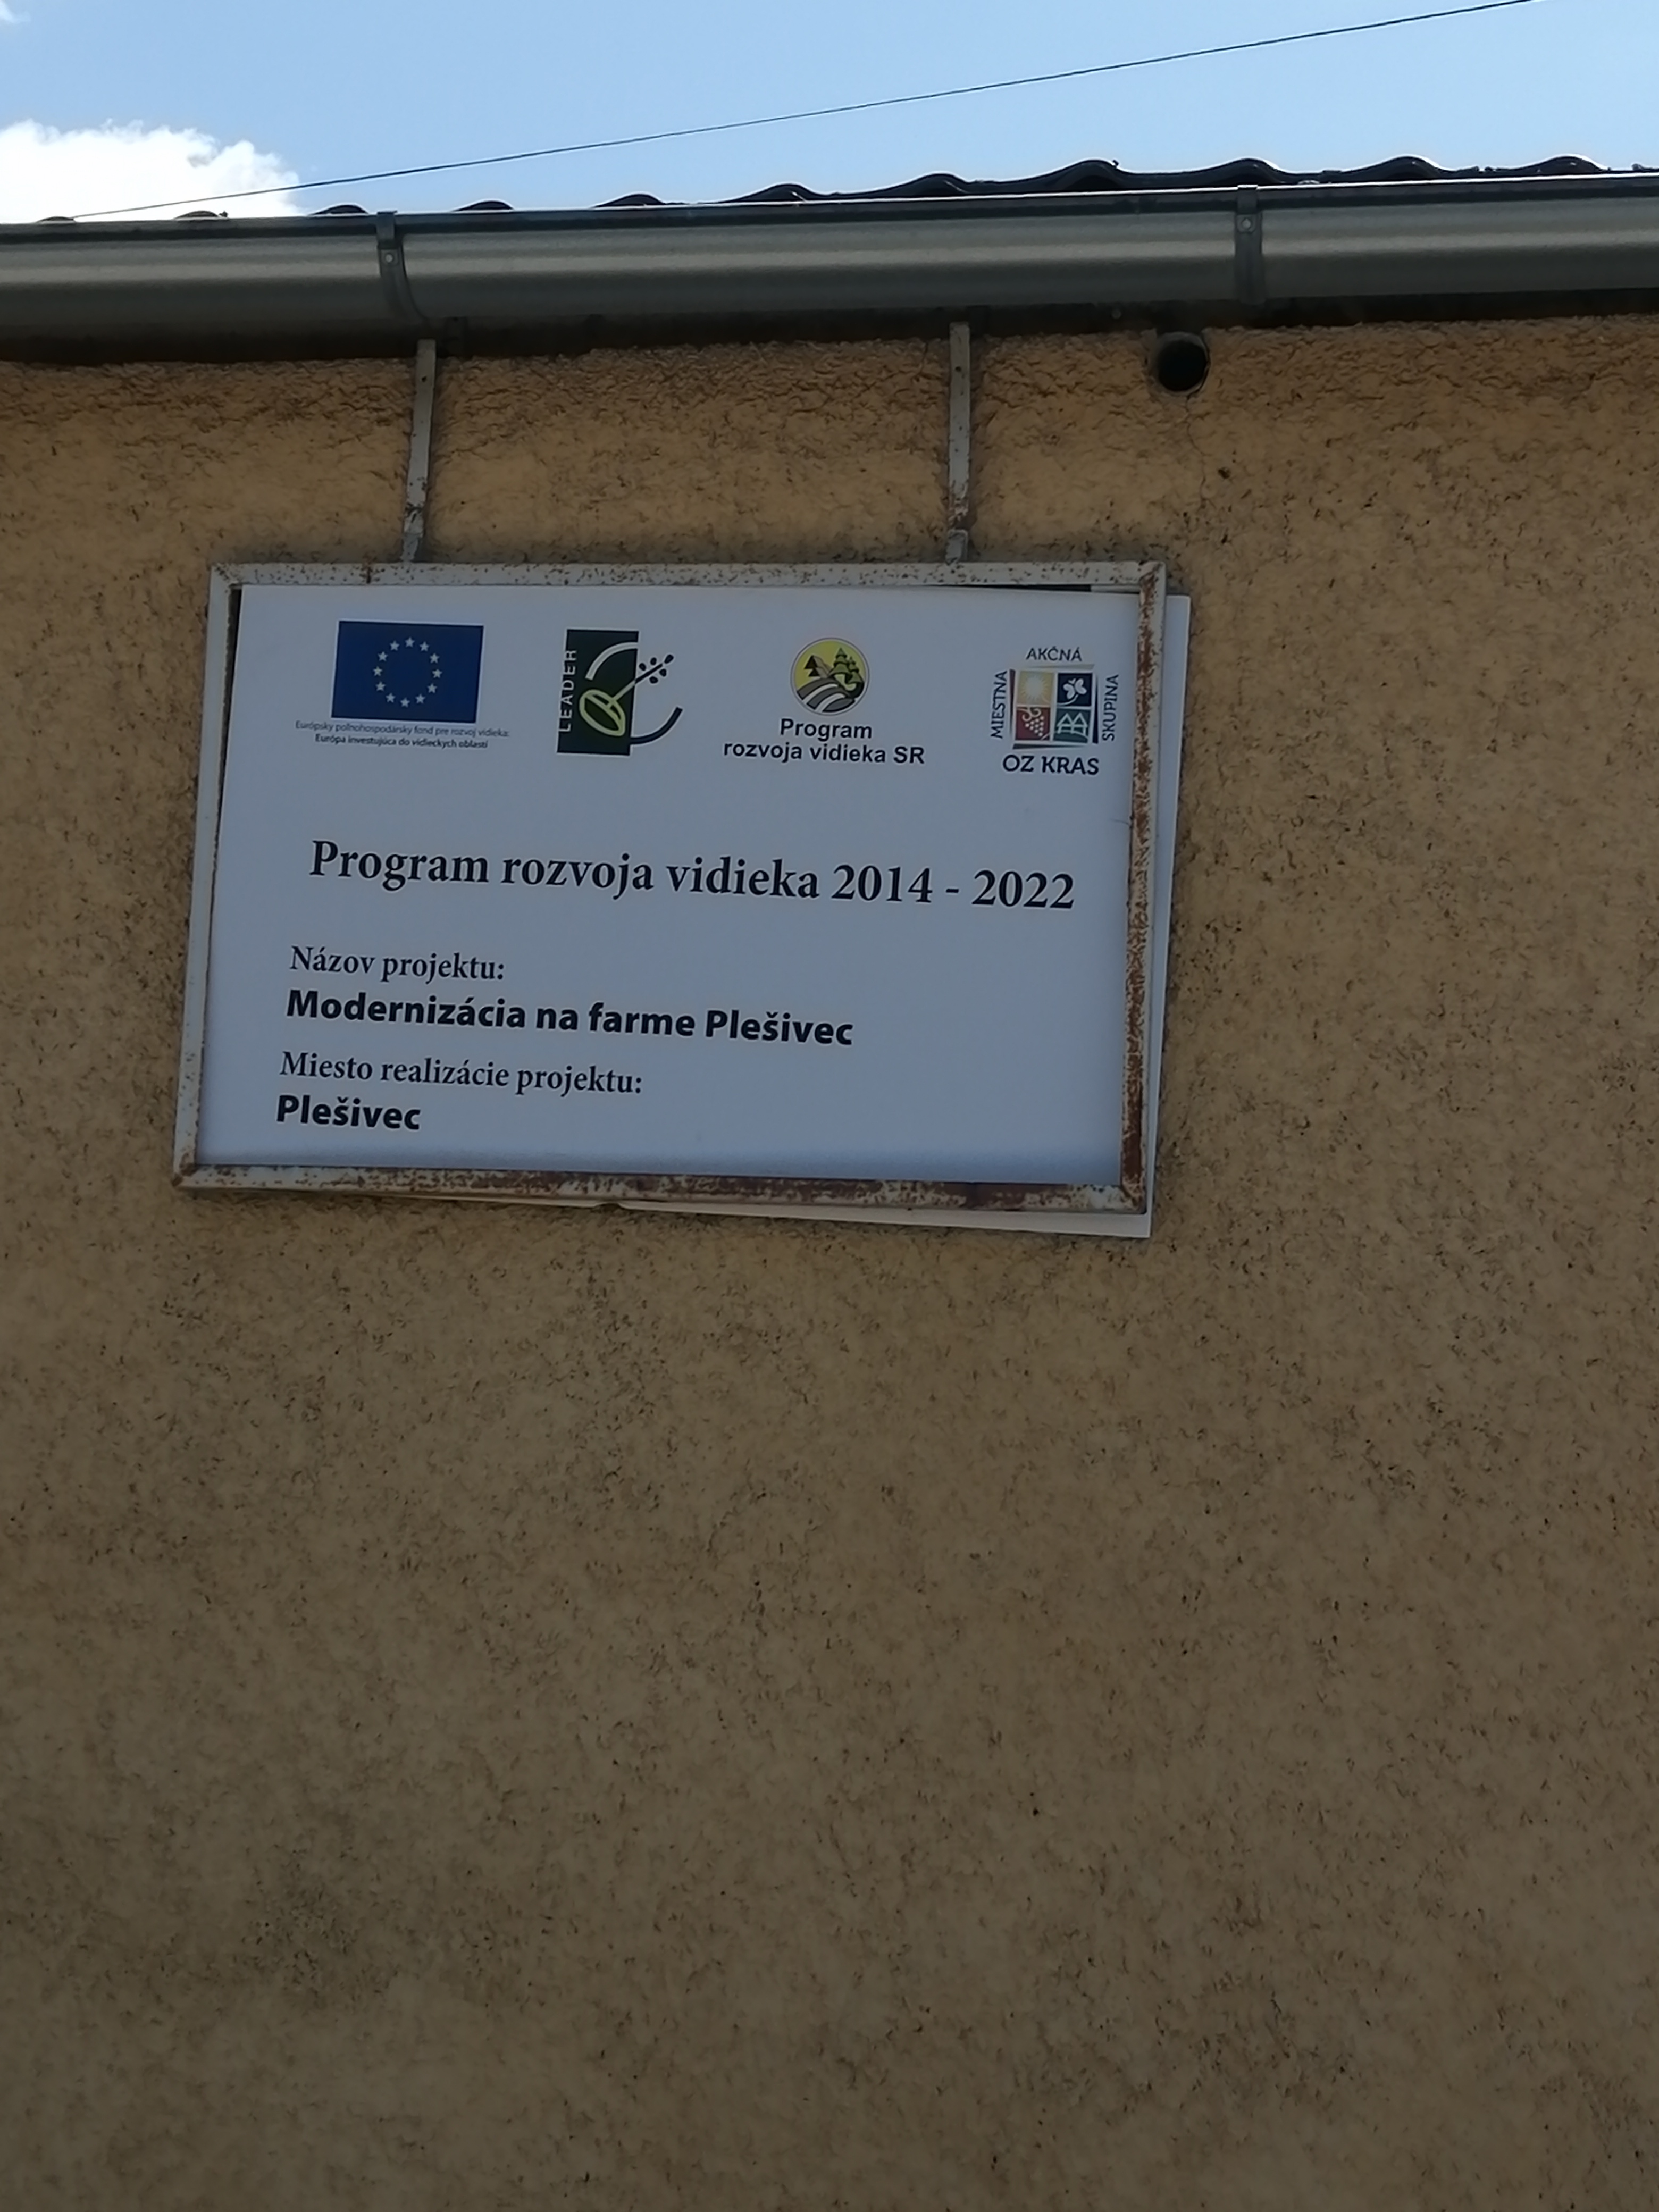 Európsky poľnohospodársky fond pre rozvoj vidieka:
Európa investujúca do vidieckych oblastí
LEADER
Program
rozvoja vidieka SR
MIESTNA
AKČNÁ
SKUPINA
OZ KRAS
Program rozvoja vidieka 2014 - 2022
Názov projektu:
Modernizácia na farme Plešivec
Miesto realizácie projektu:
Plešivec